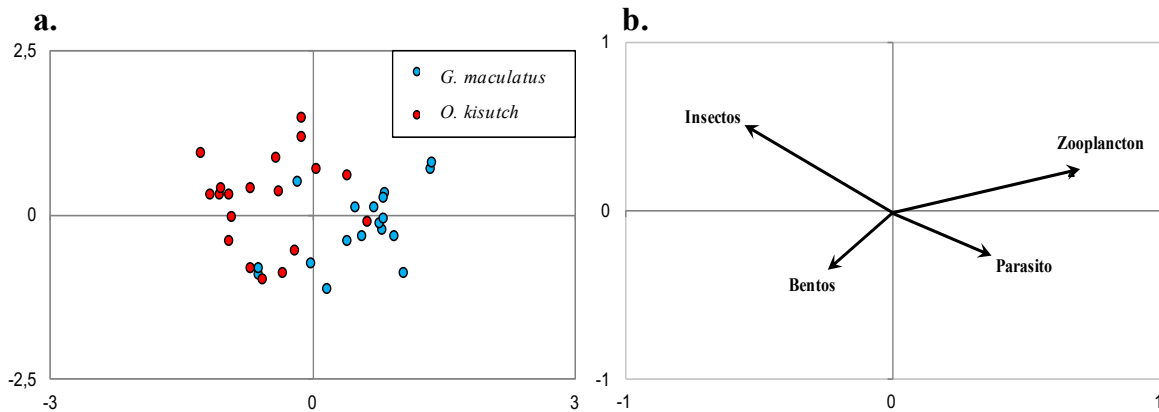 a.
2,5
0
-2,5
-3
0
3
G. maculatus
O. kisutch
b.
1
0
-1
-1
0
1
Insectos
Zooplancton
Bentos
Parasito